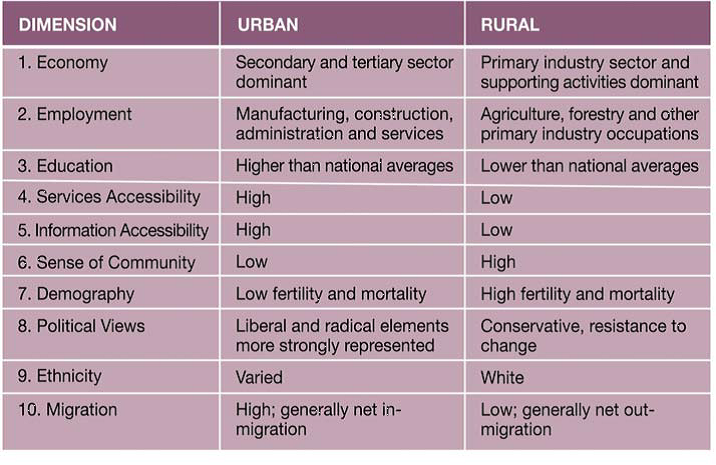 DIMENSION URBAN RURAL
1. Economy Secondary and tertiary sector dominant Primary industry sector and supporting activities dominant
2. Employment Manufacturing, construction, administration and services Agriculture, forestry and other primary industry occupations
3. Education Higher than national averages Lower than national averages
4. Services Accessibility High Low
5. Information Accessibility High Low
6. Sense of Community Low High
7. Demography Low fertility and mortality High fertility and mortality
8. Political Views Liberal and radical elements more strongly represented Conservative, resistance to change
9. Ethnicity Varied White
10. Migration High; generally net in-migration Low; generally net out-migration